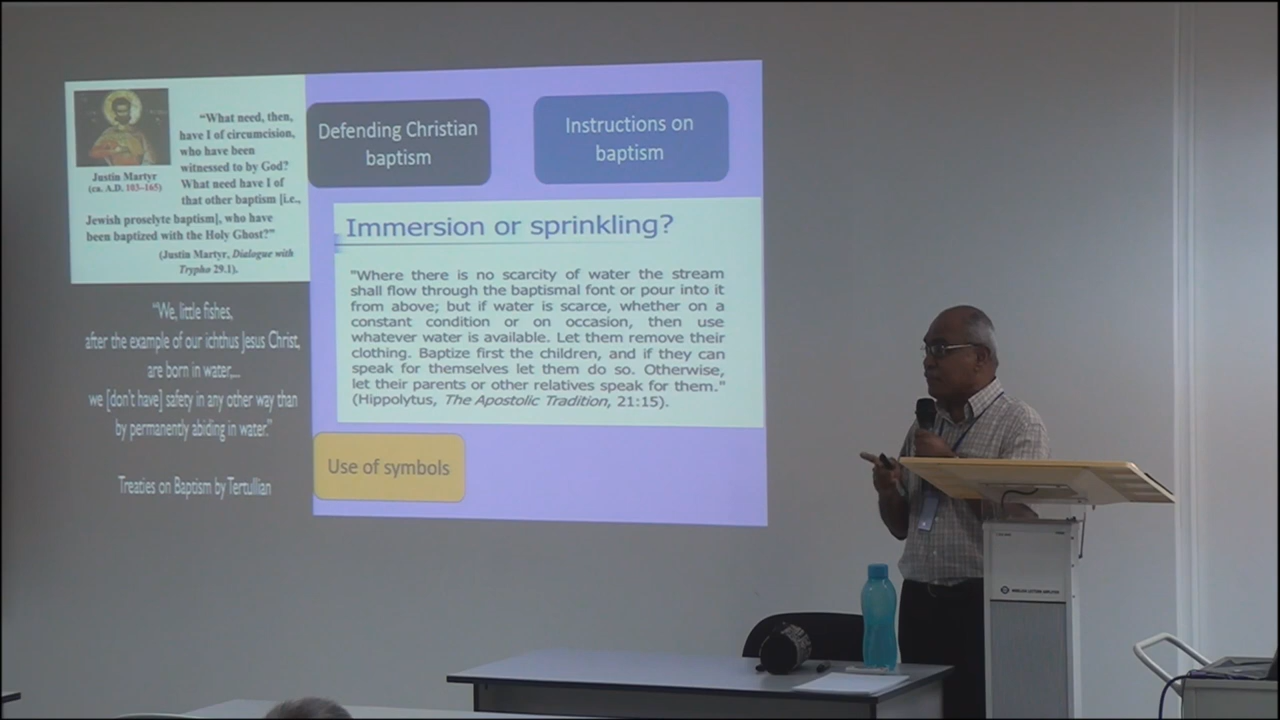 "What need, then,
have I of circumcision,
who have been
witnessed to by God?
What need have I of
that other baptism [i.e.,
Jewish proselyte baptism], who have
been baptized with the Holy Ghost?"
(Justin Martyr, Dialogue with
Trypho 29.1).
Justin Martyr
(ca. A.D. 103–165)
"We, little fishes,
after the example of our ichthus Jesus Christ,
are born in water,...
we [don't have] safety in any other way than
by permanently abiding in water."
Treaties on Baptism by Tertullian
Defending Christian
baptism
Instructions on
baptism
Immersion or sprinkling?
"Where there is no scarcity of water the stream
shall flow through the baptismal font or pour into it
from above; but if water is scarce, whether on a
constant condition or on occasion, then use
whatever water is available. Let them remove their
clothing. Baptize first the children, and if they can
speak for themselves let them do so. Otherwise,
let their parents or other relatives speak for them."
(Hippolytus, The Apostolic Tradition, 21:15).
Use of symbols